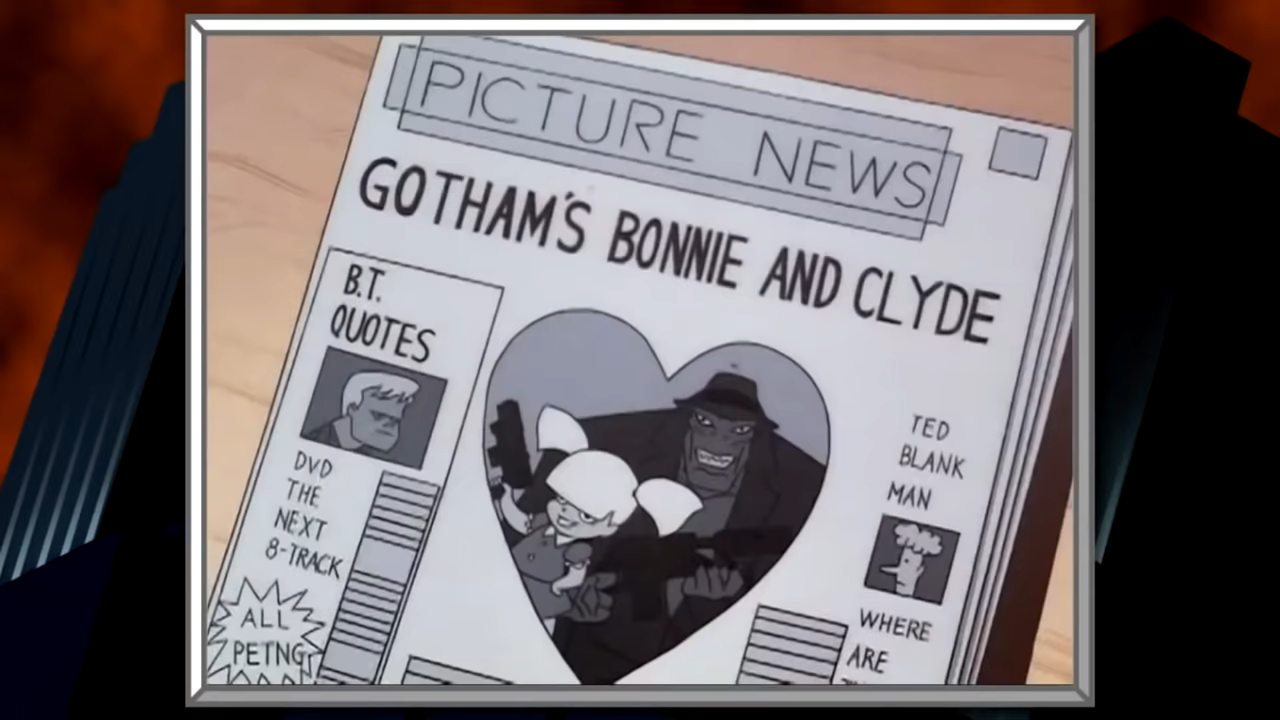 PICTURE NEWS
GOTHAM'S BONNIE AND CLYDE
B.T.
QUOTES
DVD
THE
NEXT
8-TRACK
ALL
PETNG
TED
BLANK
MAN
WHERE
ARE